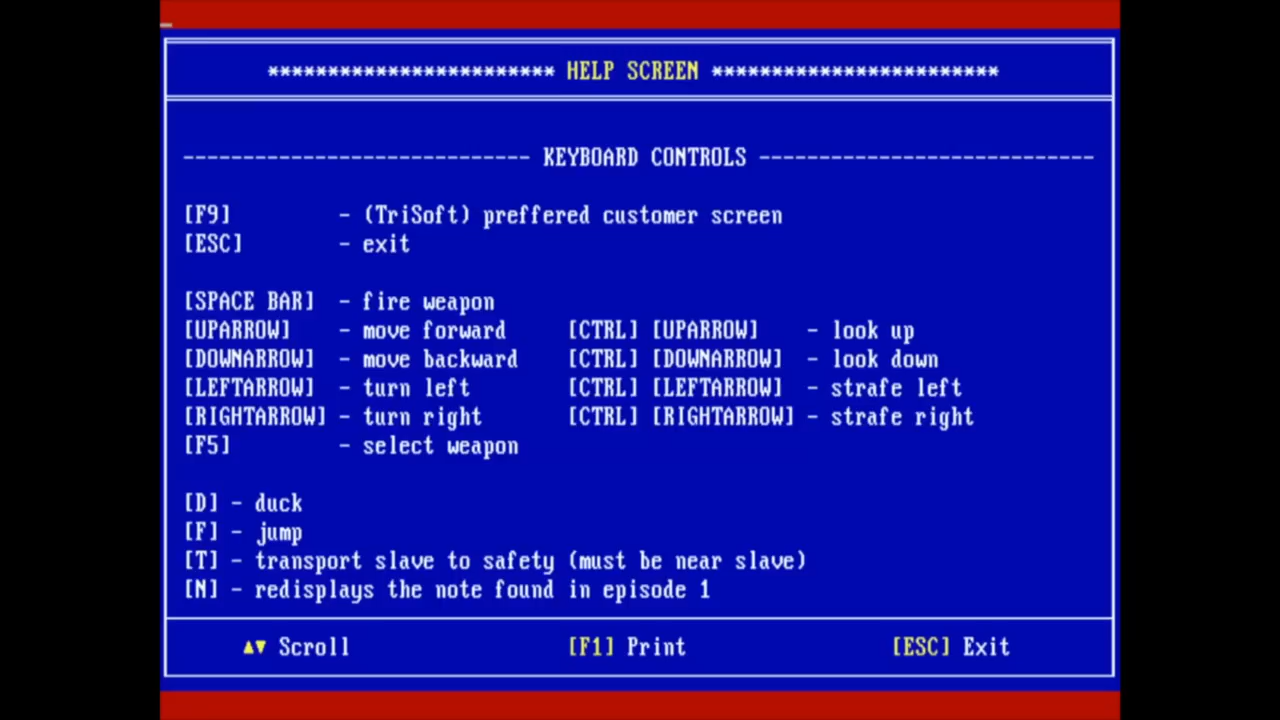 ************************ HELP SCREEN ************************
----------------------------- KEYBOARD CONTROLS ----------------------------
[F9] - (TriSoft) preffered customer screen
[ESC] - exit
[SPACE BAR] - fire weapon
[UPARROW] - move forward [CTRL] [UPARROW] - look up
[DOWNARROW] - move backward [CTRL] [DOWNARROW] - look down
[LEFTARROW] - turn left [CTRL] [LEFTARROW] - strafe left
[RIGHTARROW] - turn right [CTRL] [RIGHTARROW] - strafe right
[F5] - select weapon
[D] - duck
[F] - jump
[T] - transport slave to safety (must be near slave)
[N] - redisplays the note found in episode 1
▲▼ Scroll [F1] Print [ESC] Exit